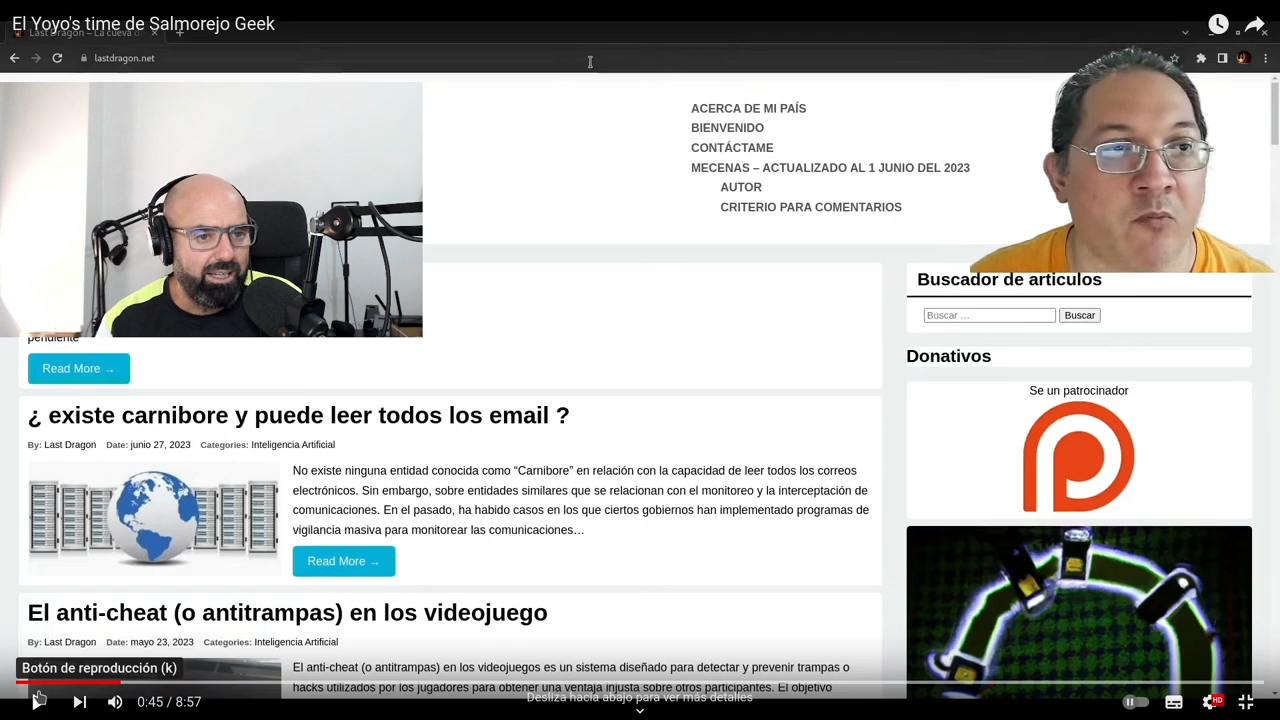 El Yoyo's time de Salmorejo Geek
Last Dragon – La cueva d
lastdragon.net
ACERCA DE MI PAÍS
BIENVENIDO
CONTÁCTAME
MECENAS – ACTUALIZADO AL 1 JUNIO DEL 2023
AUTOR
CRITERIO PARA COMENTARIOS
pendiente
Read More →
¿ existe carnibore y puede leer todos los email ?
By: Last Dragon Date: junio 27, 2023 Categories: Inteligencia Artificial
No existe ninguna entidad conocida como “Carnibore” en relación con la capacidad de leer todos los correos
electrónicos. Sin embargo, sobre entidades similares que se relacionan con el monitoreo y la interceptación de
comunicaciones. En el pasado, ha habido casos en los que ciertos gobiernos han implementado programas de
vigilancia masiva para monitorear las comunicaciones…
Read More →
El anti-cheat (o antitrampas) en los videojuego
By: Last Dragon Date: mayo 23, 2023 Categories: Inteligencia Artificial
El anti-cheat (o antitrampas) en los videojuegos es un sistema diseñado para detectar y prevenir trampas o
hacks utilizados por los jugadores para obtener una ventaja injusta sobre otros participantes. El objetivo
Buscador de articulos
Buscar …
Buscar
Donativos
Se un patrocinador
Botón de reproducción (k)
0:45 / 8:57
Desliza hacia abajo para ver más detalles
HD